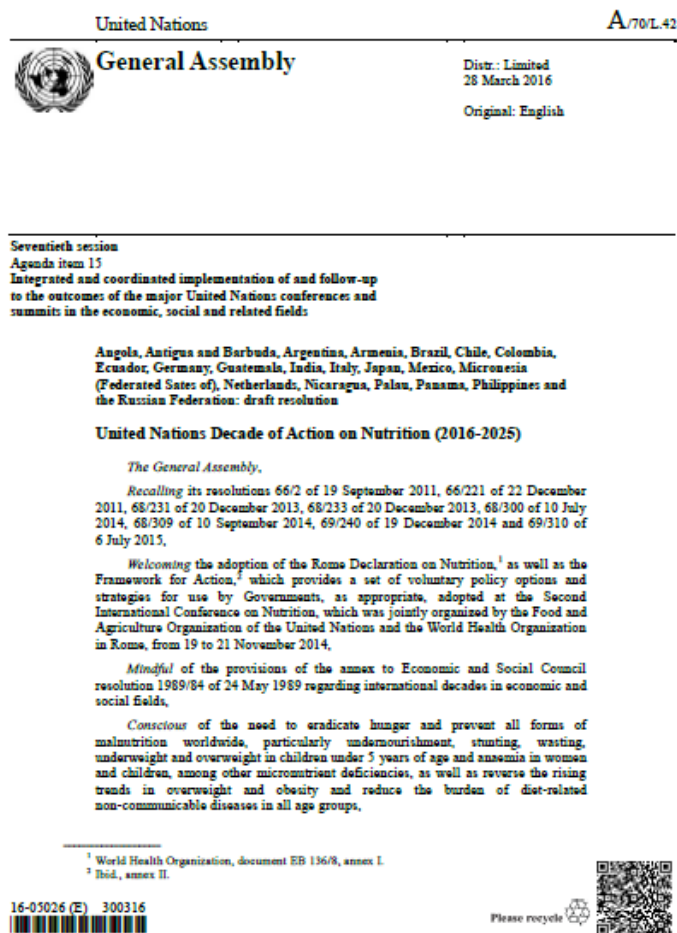 United Nations
A/70/L.42
General Assembly
Distr.: Limited
28 March 2016
Original: English
Seventieth session
Agenda item 15
Integrated and coordinated implementation of and follow-up
to the outcomes of the major United Nations conferences and
summits in the economic, social and related fields
Angola, Antigua and Barbuda, Argentina, Armenia, Brazil, Chile, Colombia,
Ecuador, Germany, Guatemala, India, Italy, Japan, Mexico, Micronesia
(Federated Sates of), Netherlands, Nicaragua, Palau, Panama, Philippines and
the Russian Federation: draft resolution
United Nations Decade of Action on Nutrition (2016-2025)
The General Assembly,
Recalling its resolutions 66/2 of 19 September 2011, 66/221 of 22 December
2011, 68/231 of 20 December 2013, 68/233 of 20 December 2013, 68/300 of 10 July
2014, 68/309 of 10 September 2014, 69/240 of 19 December 2014 and 69/310 of
6 July 2015,
Welcoming the adoption of the Rome Declaration on Nutrition,1 as well as the
Framework for Action,2 which provides a set of voluntary policy options and
strategies for use by Governments, as appropriate, adopted at the Second
International Conference on Nutrition, which was jointly organized by the Food and
Agriculture Organization of the United Nations and the World Health Organization
in Rome, from 19 to 21 November 2014,
Mindful of the provisions of the annex to Economic and Social Council
resolution 1989/84 of 24 May 1989 regarding international decades in economic and
social fields,
Conscious of the need to eradicate hunger and prevent all forms of
malnutrition worldwide, particularly undernourishment, stunting, wasting,
underweight and overweight in children under 5 years of age and anaemia in women
and children, among other micronutrient deficiencies, as well as reverse the rising
trends in overweight and obesity and reduce the burden of diet-related
non-communicable diseases in all age groups,
1 World Health Organization, document EB 136/8, annex I.
2 Ibid., annex II.
16-05026 (E) 300316
Please recycle